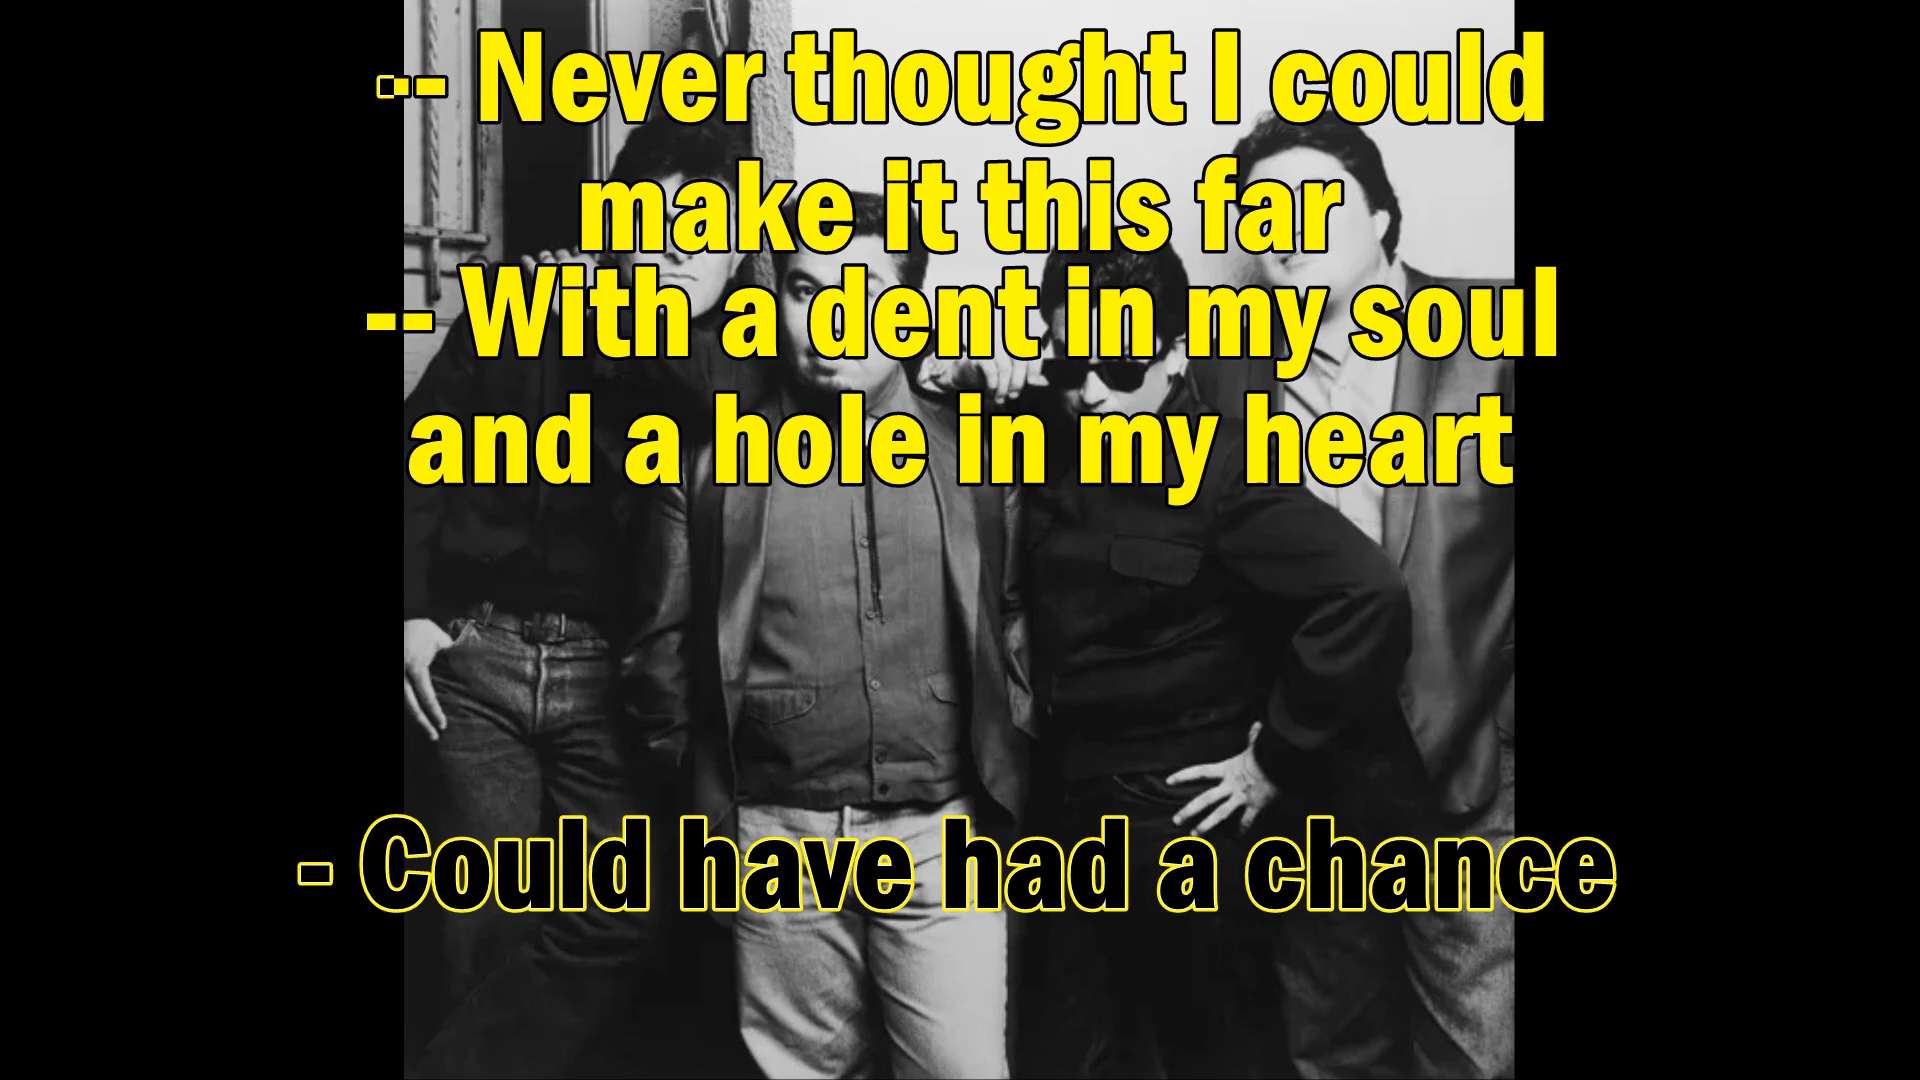 -- Never thought I could
make it this far
-- With a dent in my soul
and a hole in my heart
- Could have had a chance